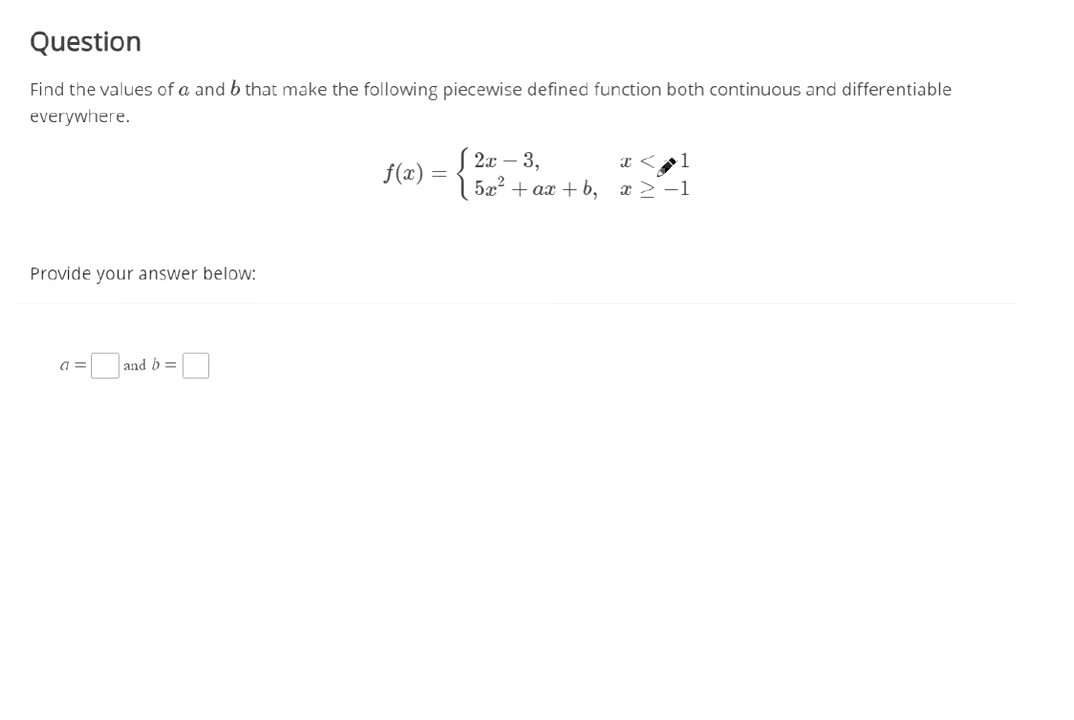 Question
Find the values of a and b that make the following piecewise defined function both continuous and differentiable
everywhere.
f(x) = { 2x − 3, x < 1
5x² + ax + b, x ≥ −1
Provide your answer below:
a = and b =